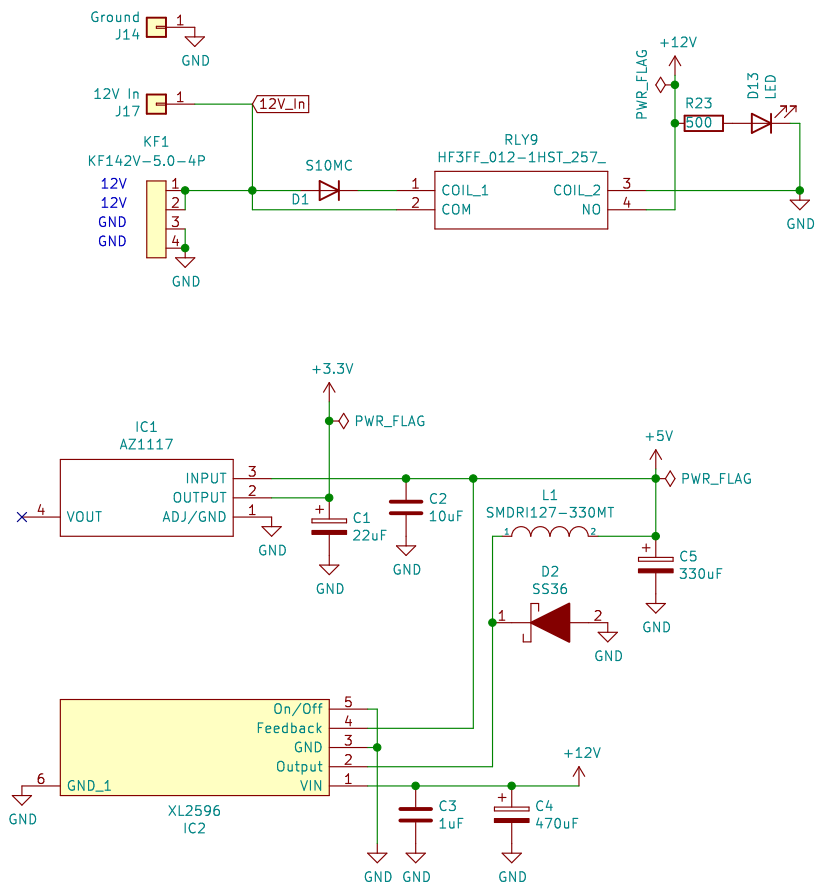 Ground
J14
1
GND
12V In
J17
1
12V_In
KF1
KF142V-5.0-4P
12V
12V
GND
GND
1
2
3
4
GND
S10MC
D1
RLY9
HF3FF_012-1HST_257_
1
2
COIL_1
COM
COIL_2
NO
3
4
+12V
PWR_FLAG
R23
500
D13
LED
GND
+3.3V
PWR_FLAG
IC1
AZ1117
INPUT
OUTPUT
ADJ/GND
VOUT
3
2
1
4
GND
+
C1
22uF
GND
C2
10uF
GND
+5V
PWR_FLAG
L1
SMDRI127-330MT
1
2
+
C5
330uF
GND
D2
SS36
1
2
GND
On/Off
Feedback
GND
Output
VIN
GND_1
5
4
3
2
1
6
GND
XL2596
IC2
+12V
C3
1uF
+
C4
470uF
GND
GND
GND